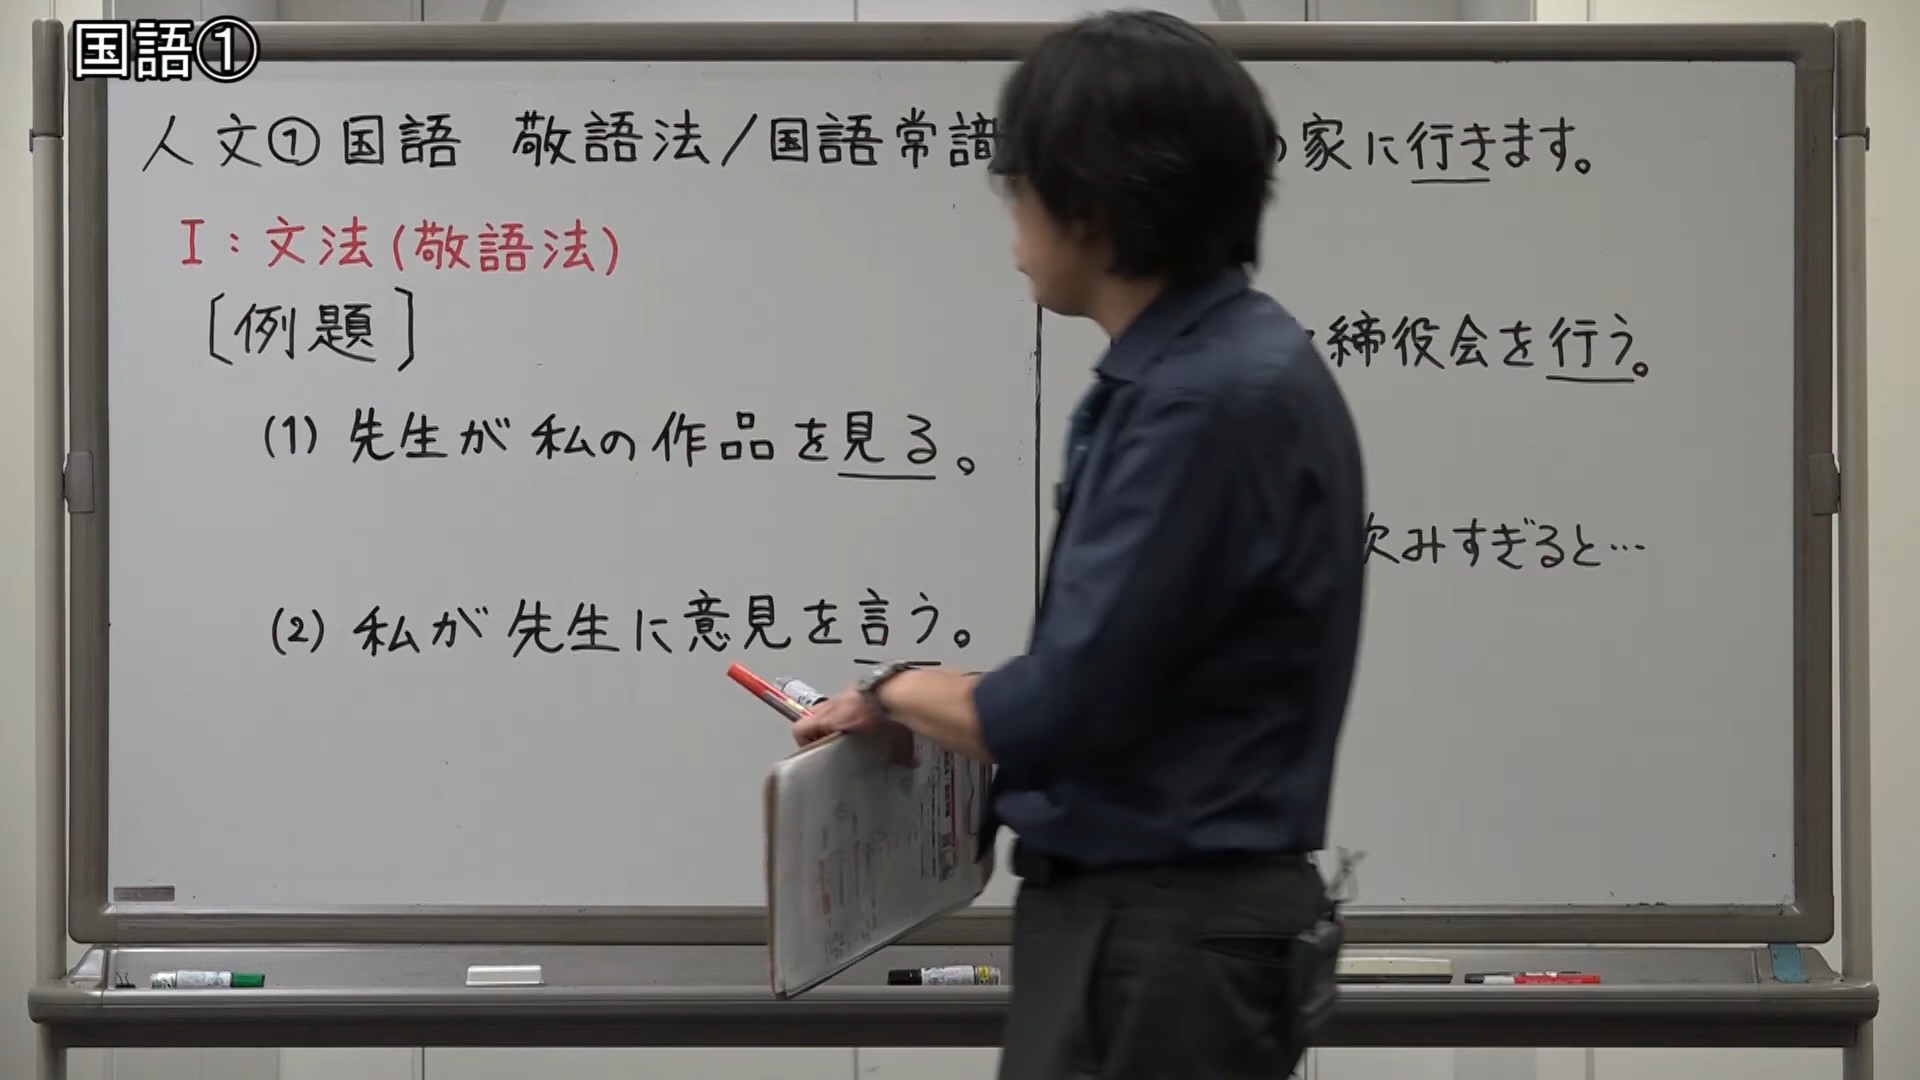 国語①
人文① 国語 敬語法/国語常識
I:文法(敬語法)
[例題]
(1) 先生が私の作品を見る。
(2) 私が先生に意見を言う。
家に行きます。
締役会を行う。
みすぎると…